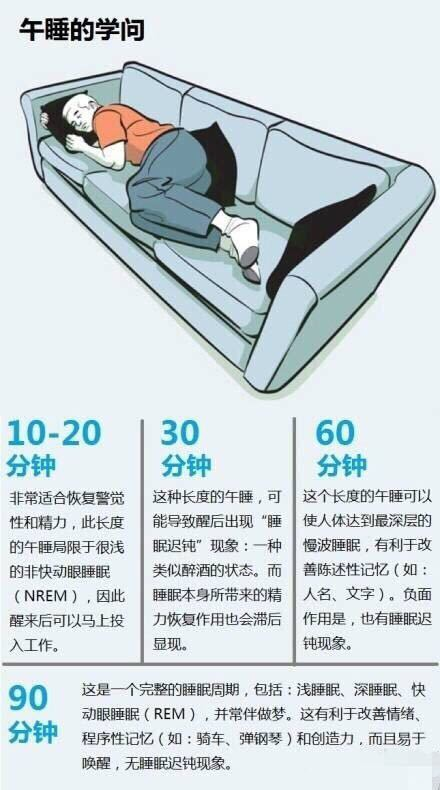 午睡的学问
10-20
分钟
非常适合恢复警觉
性和精力，此长度
的午睡局限于很浅
的非快动眼睡眠
（NREM），因此
醒来后可以马上投
入工作。
30
分钟
这种长度的午睡，可
能导致醒后出现“睡
眠迟钝”现象：一种
类似醉酒的状态。而
睡眠本身所带来的精
力恢复作用也会滞后
显现。
60
分钟
这个长度的午睡可以
使人体达到最深层的
慢波睡眠，有利于改
善陈述性记忆（如：
人名、文字）。负面
作用是，也有睡眠迟
钝现象。
90
分钟
这是一个完整的睡眠周期，包括：浅睡眠、深睡眠、快
动眼睡眠（REM），并常伴做梦。这有利于改善情绪、
程序性记忆（如：骑车、弹钢琴）和创造力，而且易于
唤醒，无睡眠迟钝现象。